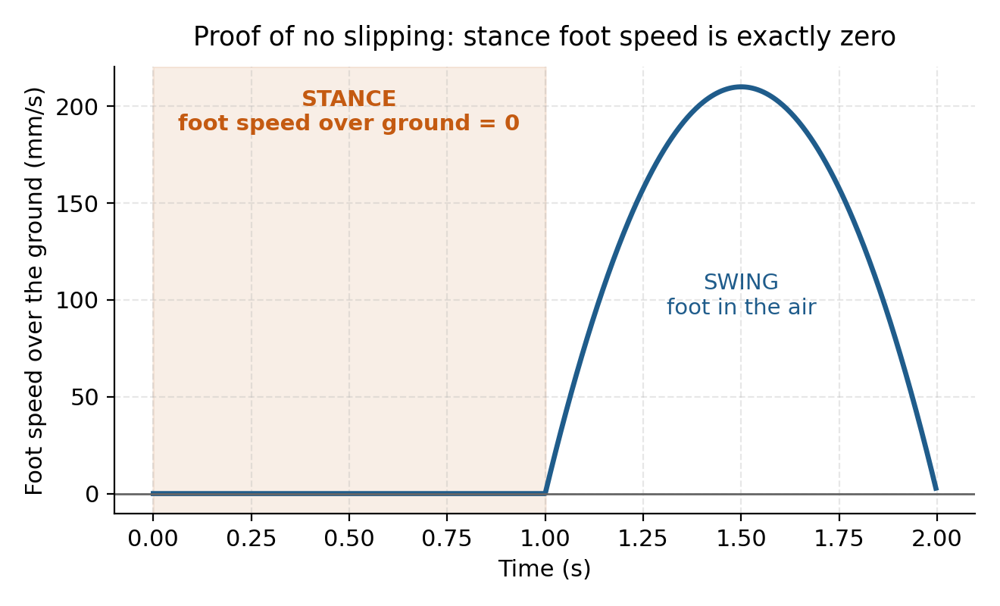 Proof of no slipping: stance foot speed is exactly zero
Foot speed over the ground (mm/s)
200
150
100
50
0
STANCE
foot speed over ground = 0
SWING
foot in the air
0.00 0.25 0.50 0.75 1.00 1.25 1.50 1.75 2.00
Time (s)